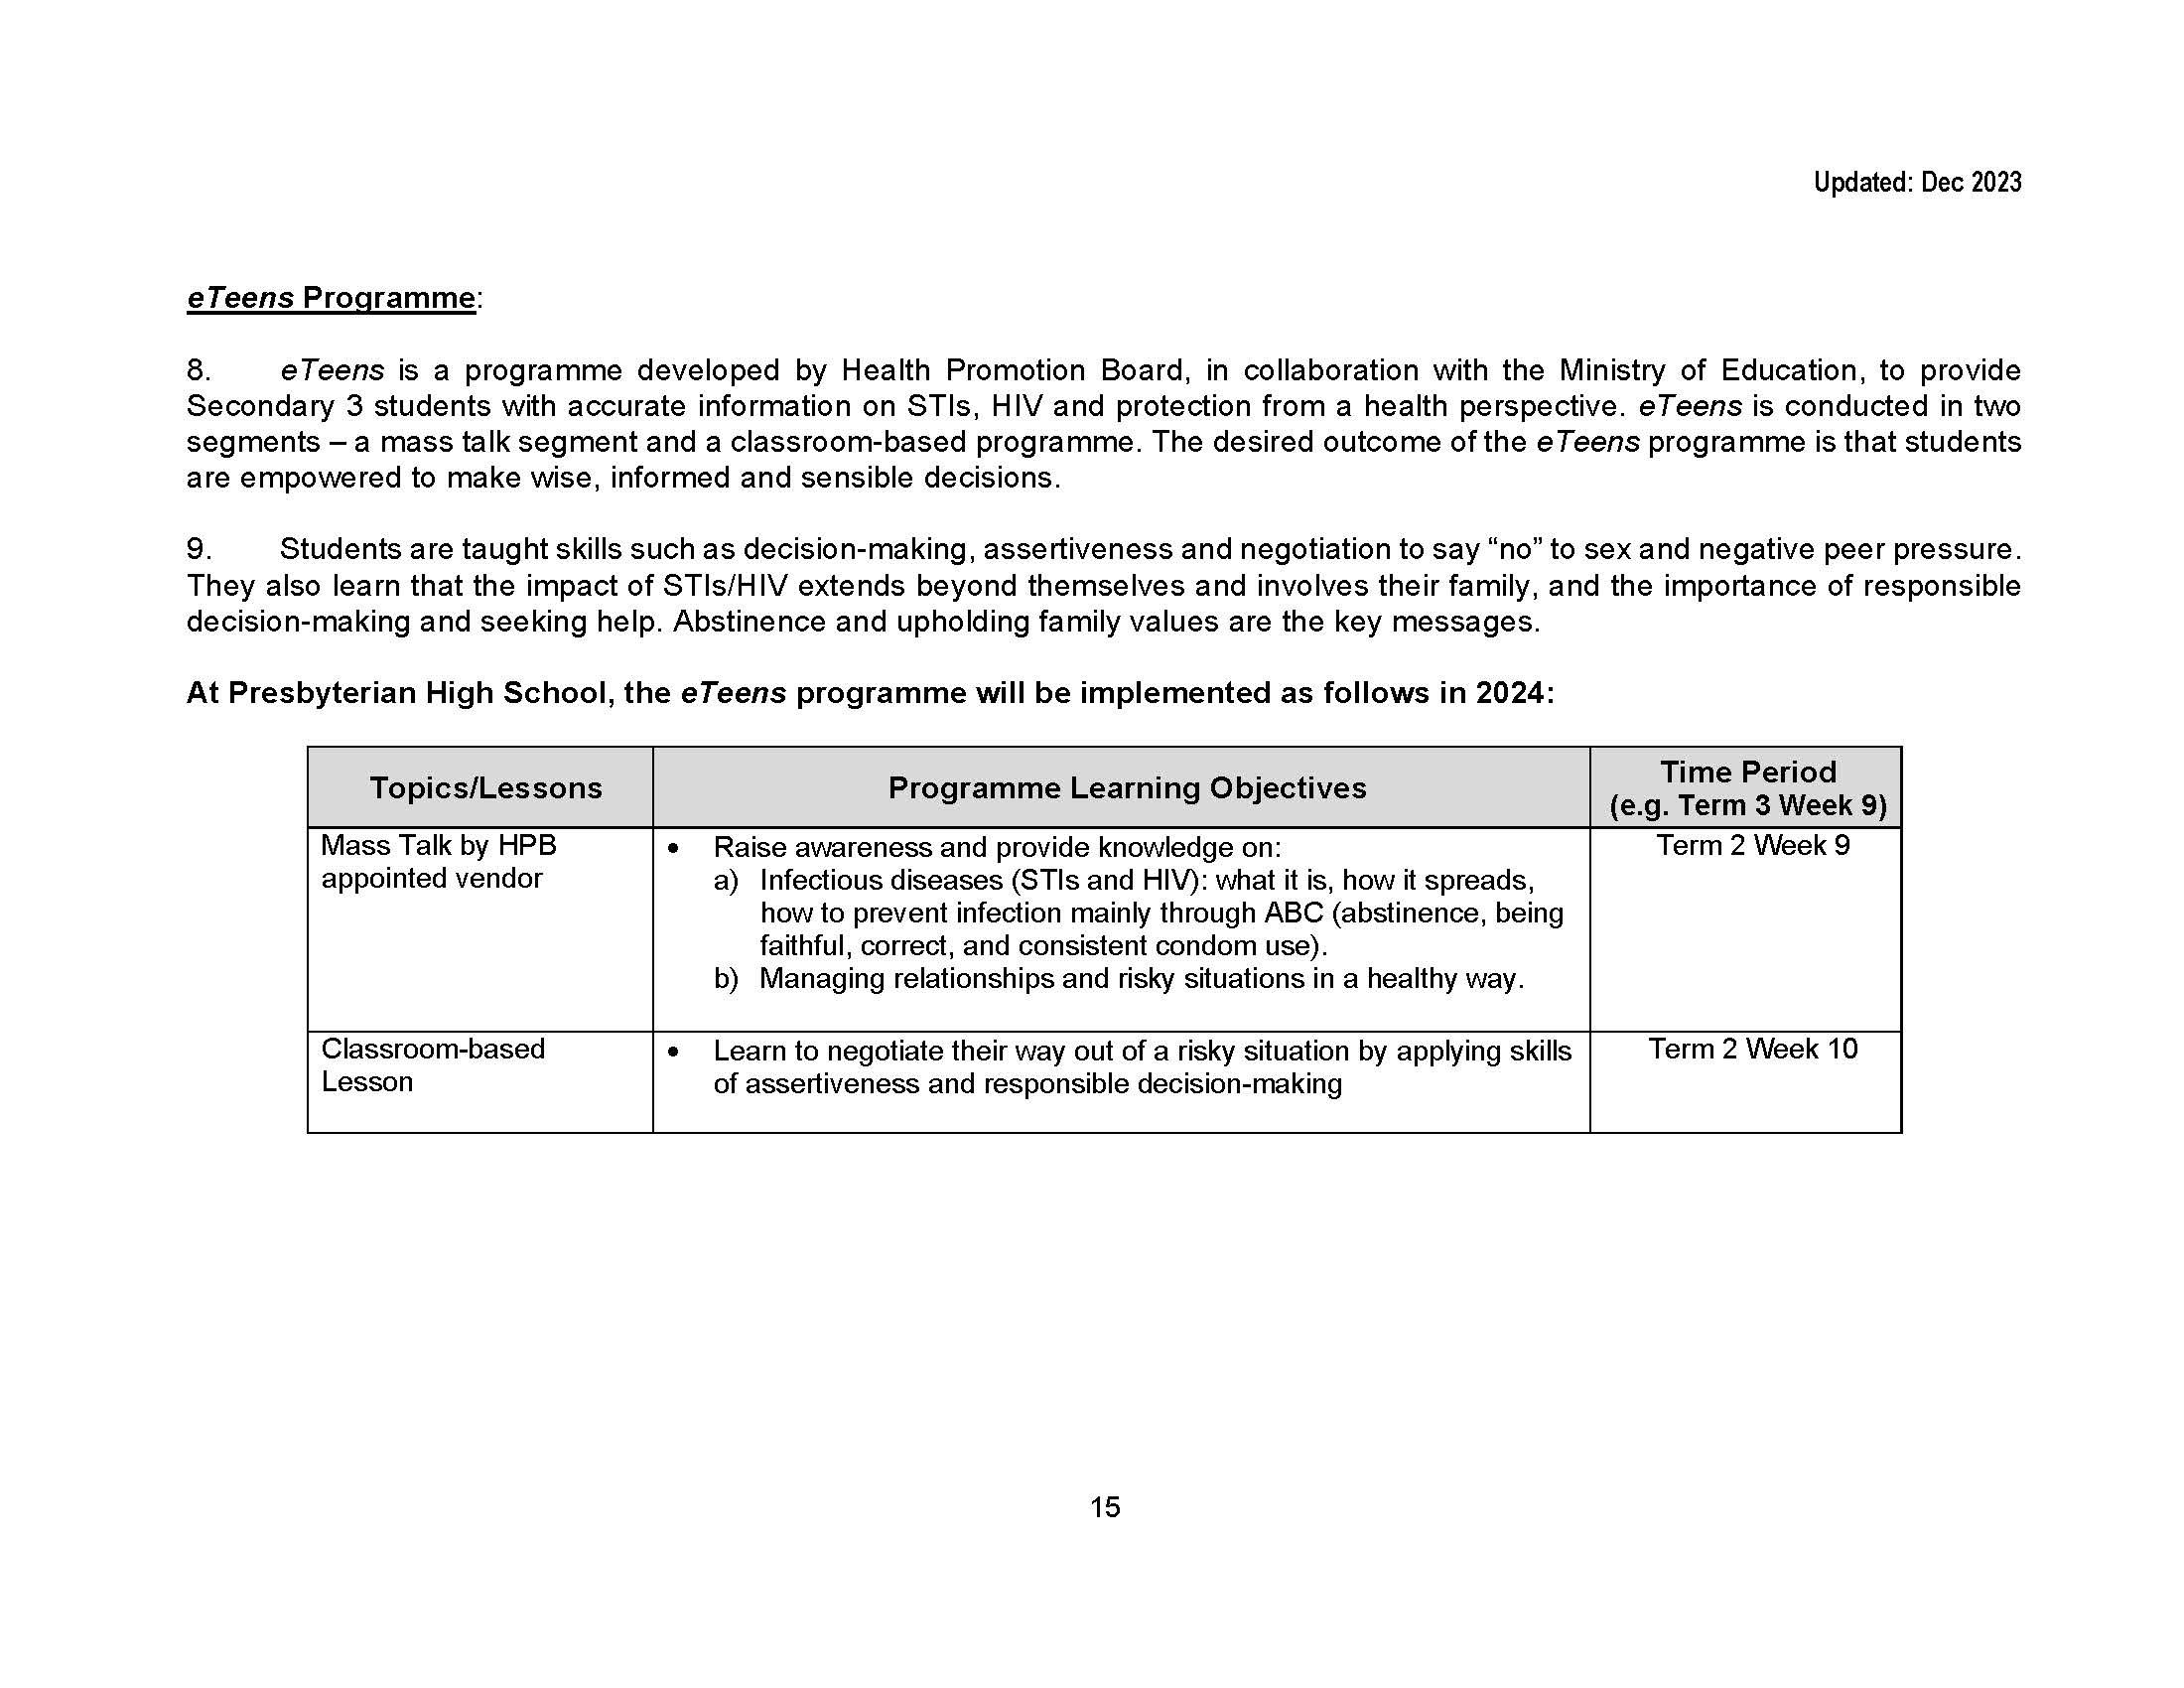 Updated: Dec 2023
eTeens Programme:
8. eTeens is a programme developed by Health Promotion Board, in collaboration with the Ministry of Education, to provide
Secondary 3 students with accurate information on STIs, HIV and protection from a health perspective. eTeens is conducted in two
segments – a mass talk segment and a classroom-based programme. The desired outcome of the eTeens programme is that students
are empowered to make wise, informed and sensible decisions.
9. Students are taught skills such as decision-making, assertiveness and negotiation to say “no” to sex and negative peer pressure.
They also learn that the impact of STIs/HIV extends beyond themselves and involves their family, and the importance of responsible
decision-making and seeking help. Abstinence and upholding family values are the key messages.
At Presbyterian High School, the eTeens programme will be implemented as follows in 2024:
Topics/Lessons
Programme Learning Objectives
Time Period
(e.g. Term 3 Week 9)
Mass Talk by HPB
appointed vendor
• Raise awareness and provide knowledge on:
a) Infectious diseases (STIs and HIV): what it is, how it spreads,
how to prevent infection mainly through ABC (abstinence, being
faithful, correct, and consistent condom use).
b) Managing relationships and risky situations in a healthy way.
Term 2 Week 9
Classroom-based
Lesson
• Learn to negotiate their way out of a risky situation by applying skills
of assertiveness and responsible decision-making
Term 2 Week 10
15